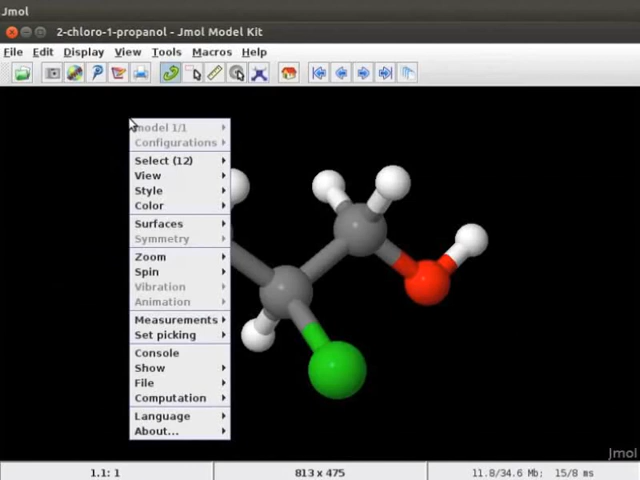 Jmol
2-chloro-1-propanol - Jmol Model Kit
File Edit Display View Tools Macros Help
model 1/1
Configurations
Select (12)
View
Style
Color
Surfaces
Symmetry
Zoom
Spin
Vibration
Animation
Measurements
Set picking
Console
Show
File
Computation
Language
About...
Jmol
1.1: 1 813 x 475 11.8/34.6 Mb; 15/8 ms